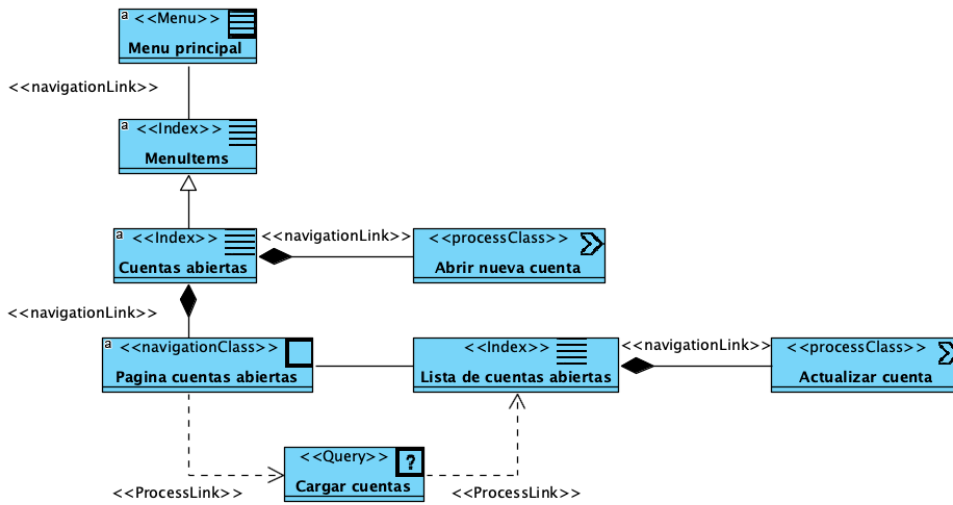 a <<Menu>>
Menu principal
<<navigationLink>>
a <<Index>>
MenuItems
a <<Index>>
Cuentas abiertas
<<navigationLink>>
<<processClass>>
Abrir nueva cuenta
<<navigationLink>>
a <<navigationClass>>
Pagina cuentas abiertas
<<Index>>
Lista de cuentas abiertas
<<navigationLink>>
<<processClass>>
Actualizar cuenta
<<Query>>
?
Cargar cuentas
<<ProcessLink>>
<<ProcessLink>>